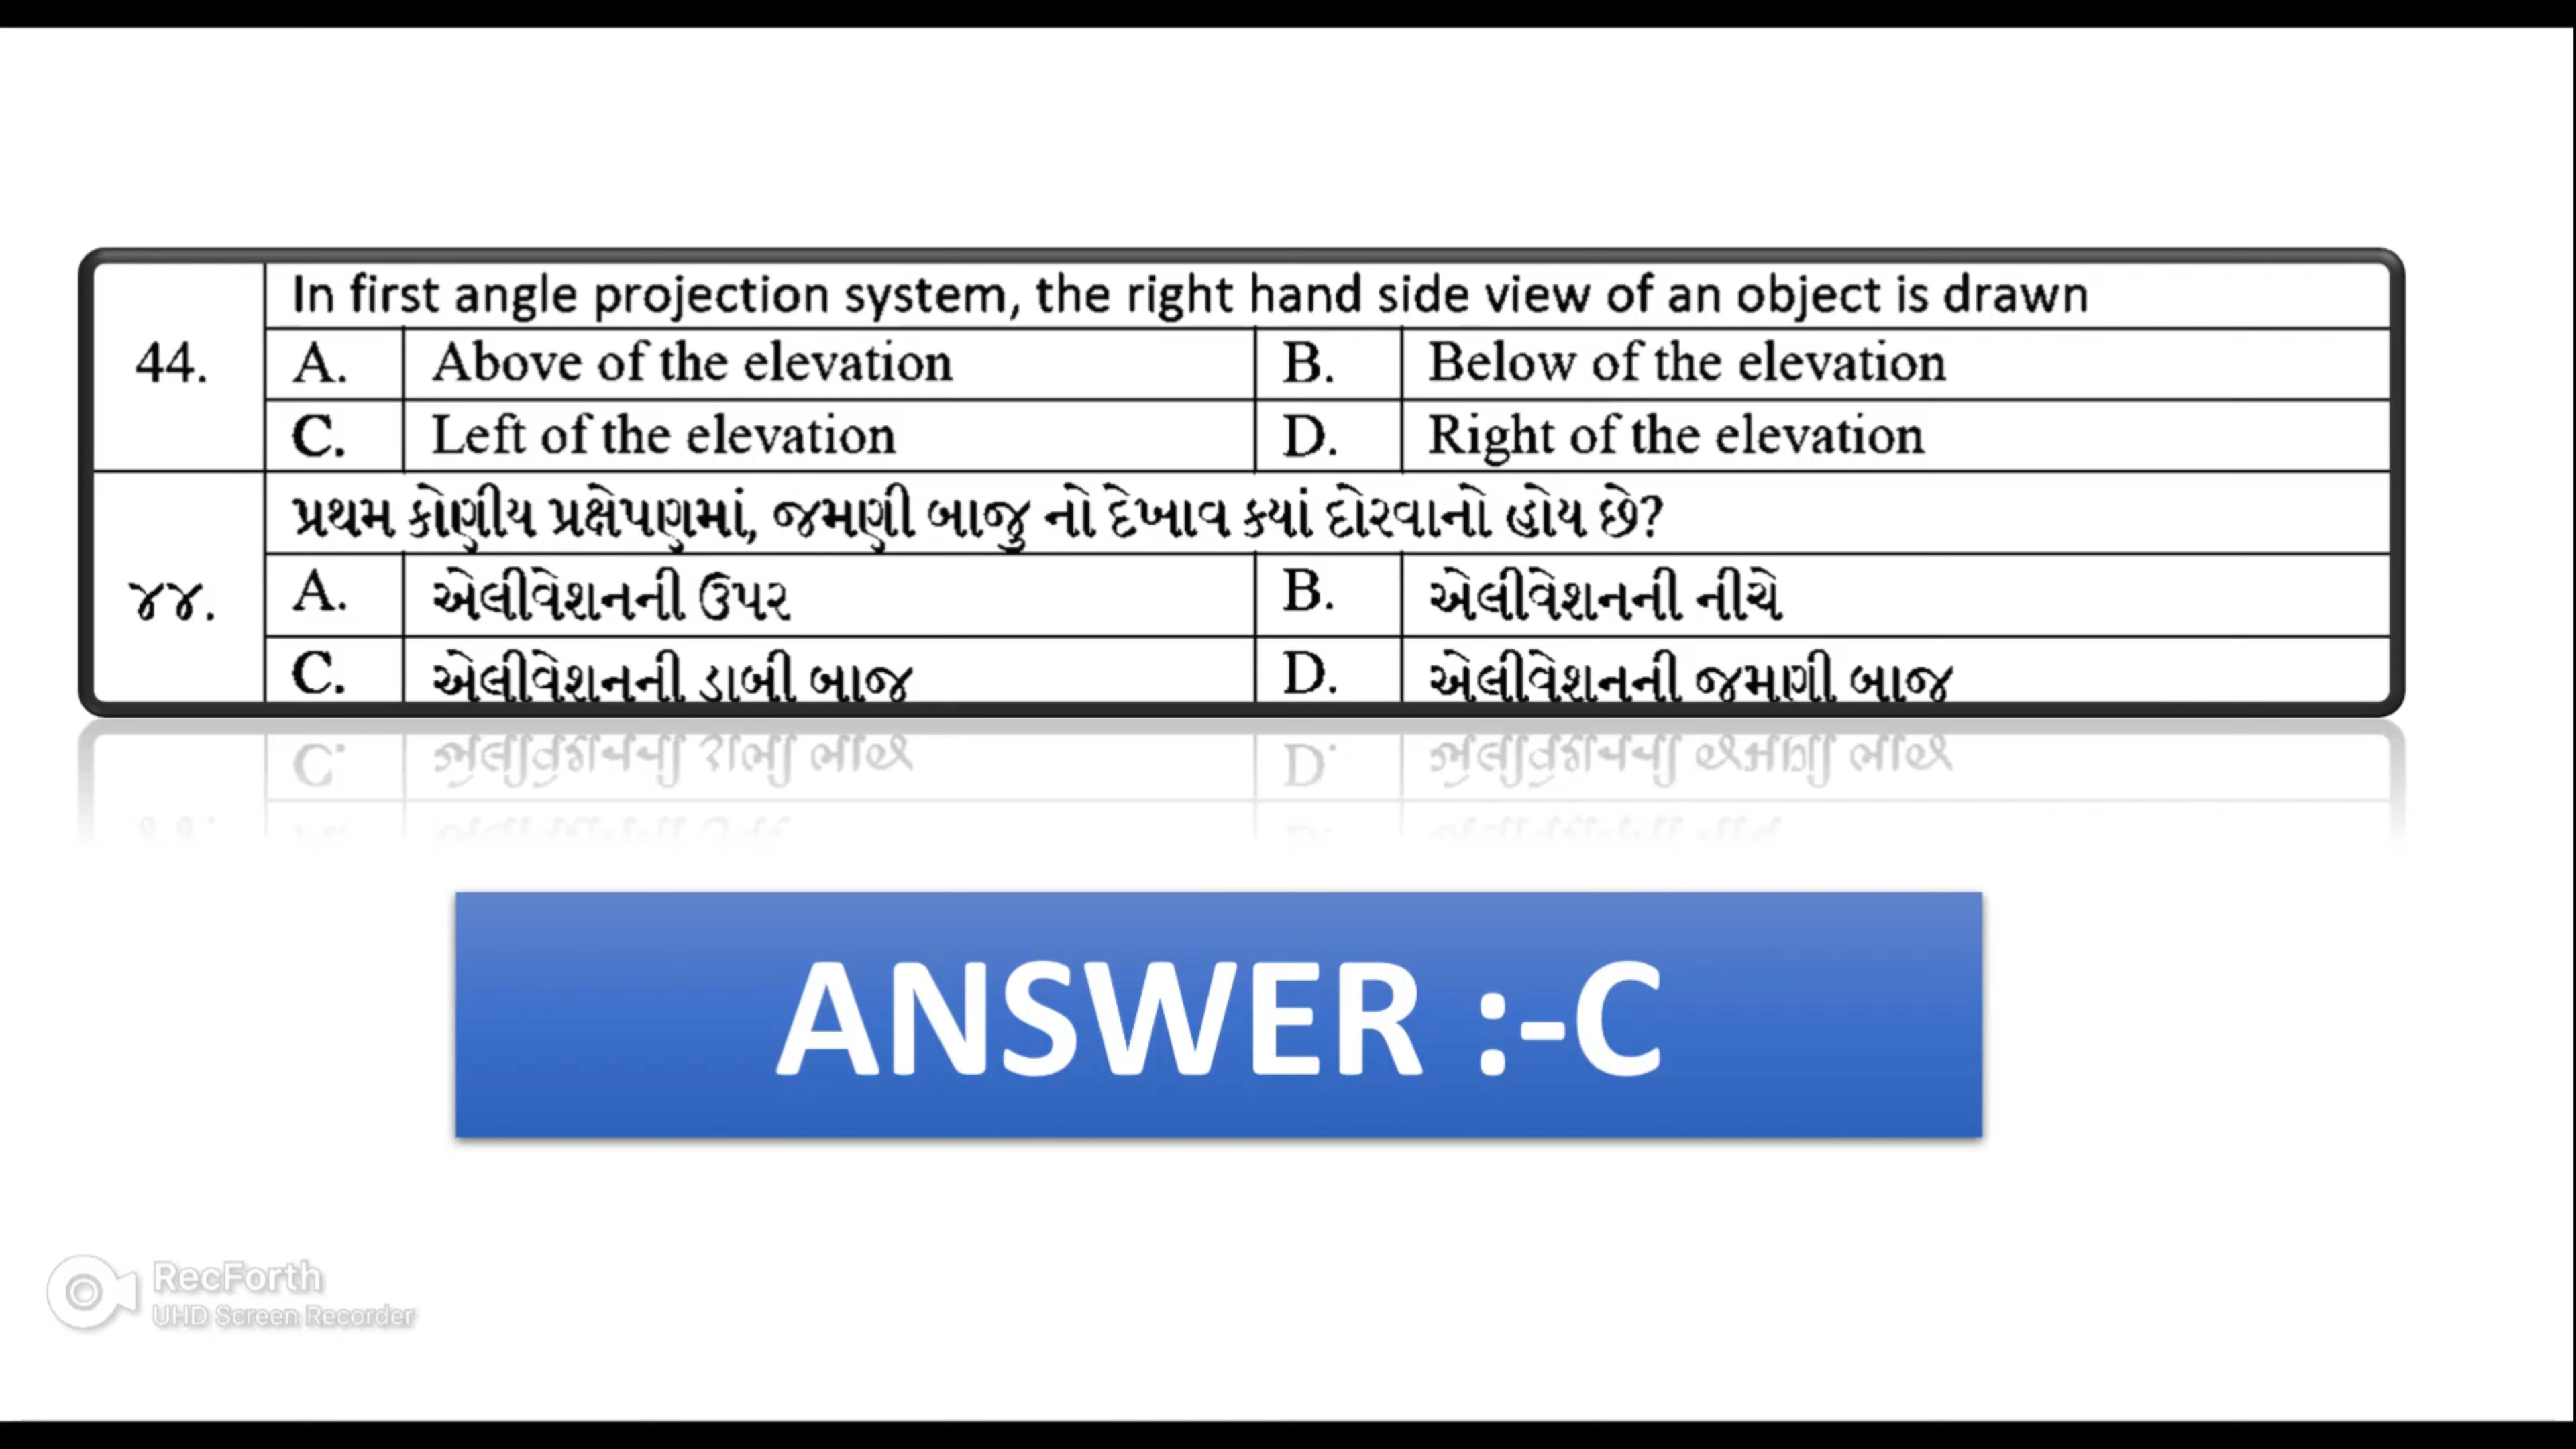 In first angle projection system, the right hand side view of an object is drawn
44. A. Above of the elevation B. Below of the elevation
C. Left of the elevation D. Right of the elevation
પ્રથમ કોણીય પ્રક્ષેપણમાં, જમણી બાજુ નો દેખાવ ક્યાં દોરવાનો હોય છે?
૪૪. A. એલીવેશનની ઉપર B. એલીવેશનની નીચે
C. એલીવેશનની ડાબી બાજુ D. એલીવેશનની જમણી બાજુ
ANSWER :-C
RecForth
UHD Screen Recorder